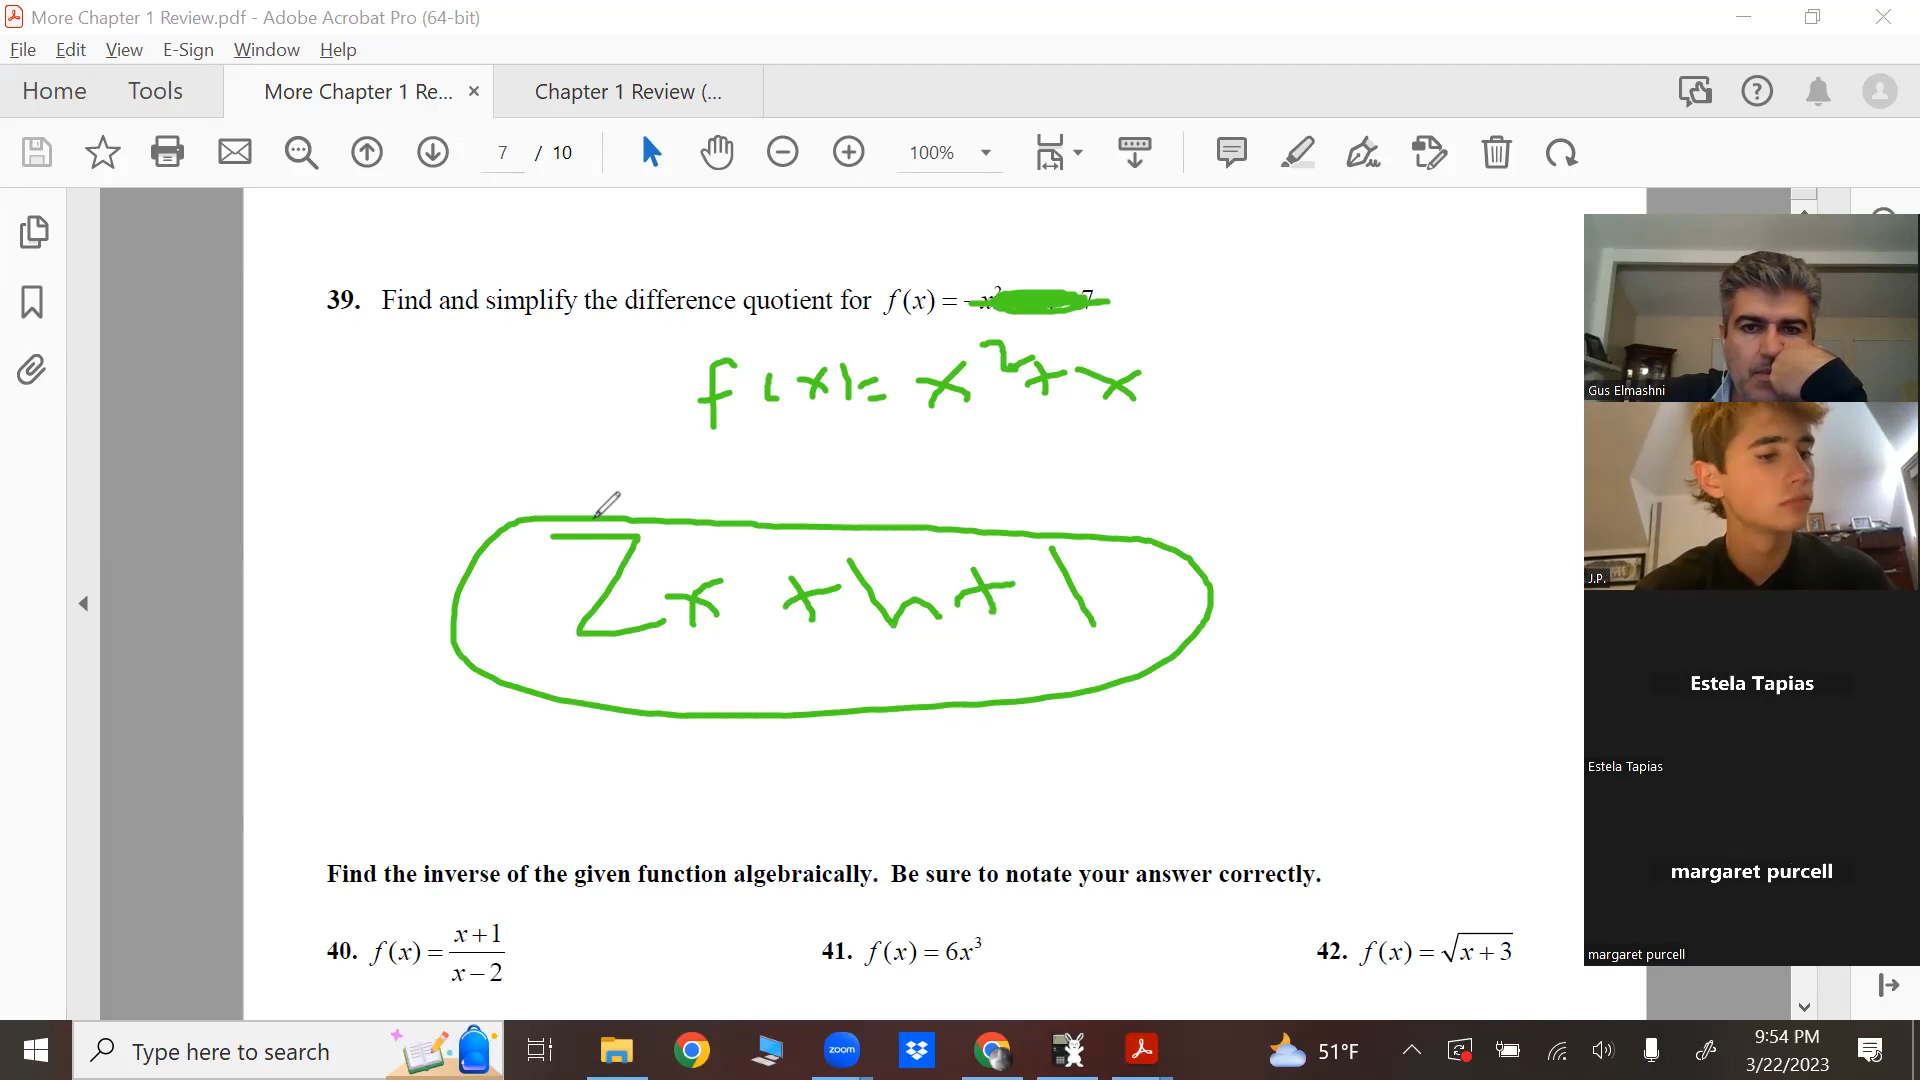 More Chapter 1 Review.pdf - Adobe Acrobat Pro (64-bit)
File Edit View E-Sign Window Help
Home Tools More Chapter 1 Re... × Chapter 1 Review (...
7 / 10 100%
39. Find and simplify the difference quotient for f(x) = -x² 7
f(x) = x² + x
Gus Elmashni
2x + h + 1
J.P.
Estela Tapias
Estela Tapias
Find the inverse of the given function algebraically. Be sure to notate your answer correctly.
margaret purcell
40. f(x) = (x+1)/(x-2) 41. f(x) = 6x³ 42. f(x) = √(x+3)
margaret purcell
Type here to search zoom 51°F 9:54 PM
3/22/2023